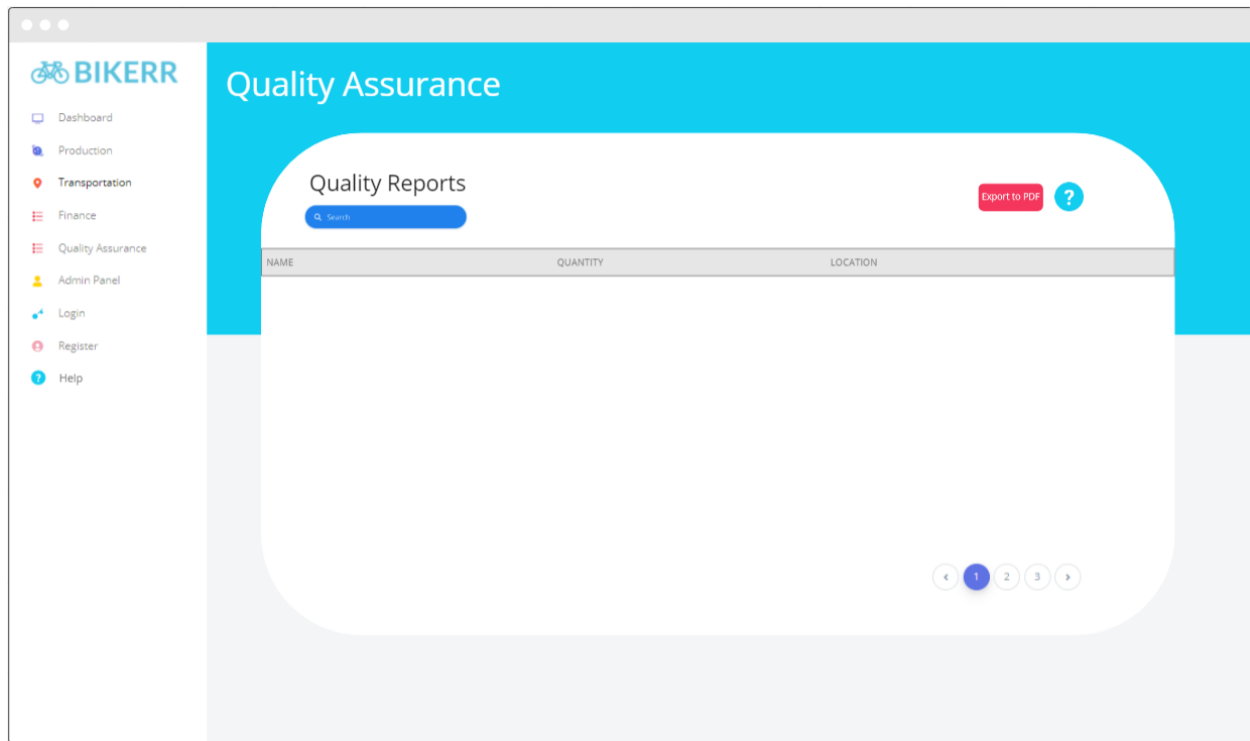 BIKERR
Dashboard
Production
Transportation
Finance
Quality Assurance
Admin Panel
Login
Register
? Help
Quality Assurance
Quality Reports
Search
Export to PDF
?
NAME QUANTITY LOCATION
‹ 1 2 3 ›